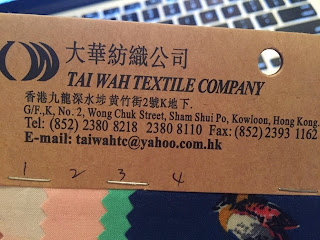 大華紡織公司
TAI WAH TEXTILE COMPANY
香港九龍深水埗黃竹街2號K地下.
G/F.,K, No. 2, Wong Chuk Street, Sham Shui Po, Kowloon, Hong Kong.
Tel: (852) 2380 8218 2380 8110 Fax: (852) 2393 1162
E-mail: taiwahtc@yahoo.com.hk
1 2 3 4